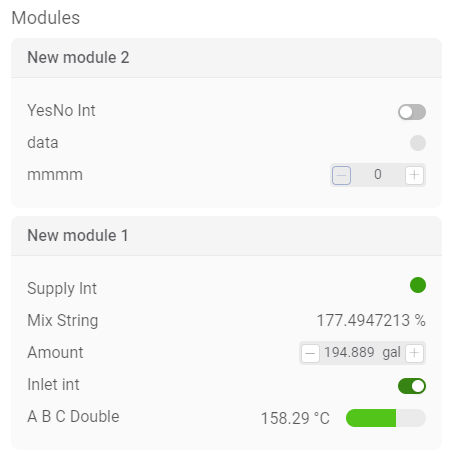 Modules
New module 2
YesNo Int
data
mmmm − 0 +
New module 1
Supply Int
Mix String 177.4947213 %
Amount − 194.889 gal +
Inlet int
A B C Double 158.29 °C